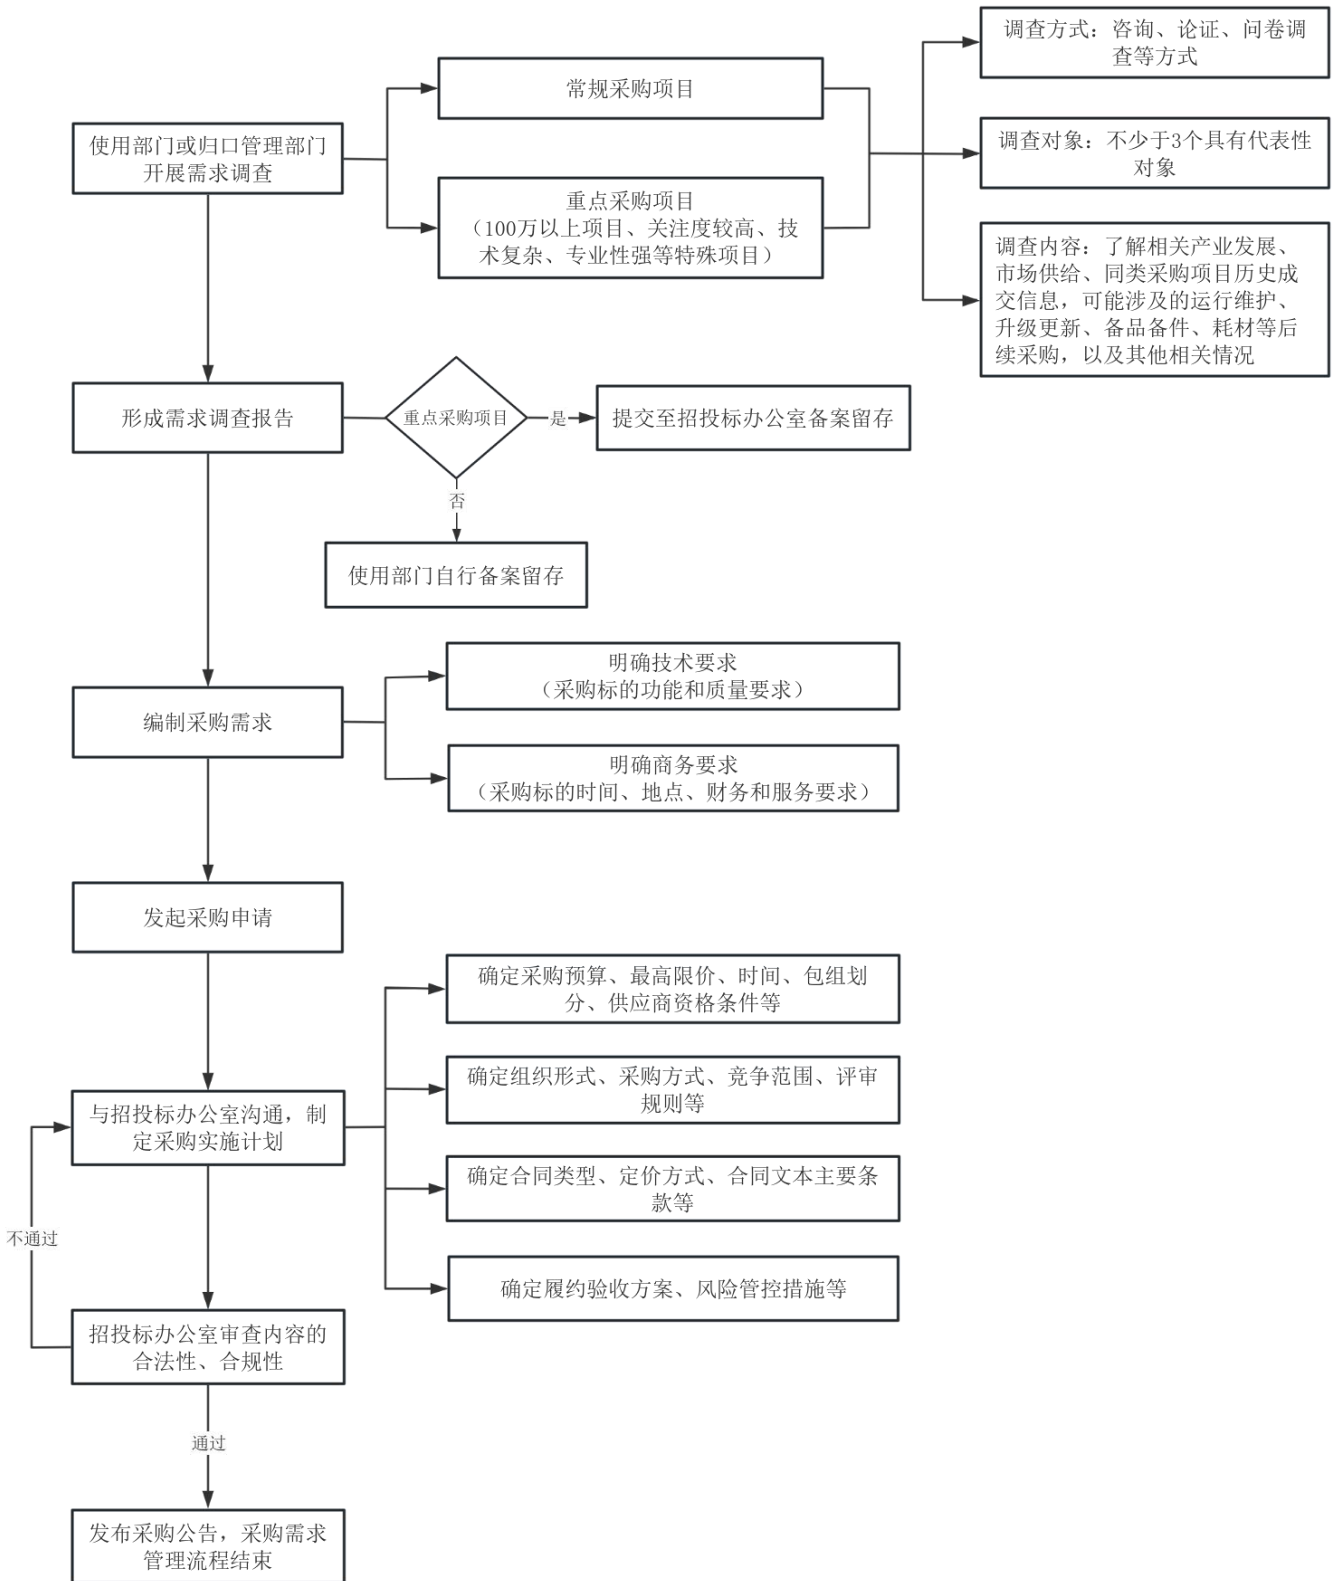 使用部门或归口管理部门
开展需求调查
常规采购项目
重点采购项目
（100万以上项目、关注度较高、技
术复杂、专业性强等特殊项目）
调查方式：咨询、论证、问卷调
查等方式
调查对象：不少于3个具有代表性
对象
调查内容：了解相关产业发展、
市场供给、同类采购项目历史成
交信息，可能涉及的运行维护、
升级更新、备品备件、耗材等后
续采购，以及其他相关情况
形成需求调查报告
重点采购项目
是
提交至招投标办公室备案留存
否
使用部门自行备案留存
编制采购需求
明确技术要求
（采购标的功能和质量要求）
明确商务要求
（采购标的时间、地点、财务和服务要求）
发起采购申请
与招投标办公室沟通，制
定采购实施计划
确定采购预算、最高限价、时间、包组划
分、供应商资格条件等
确定组织形式、采购方式、竞争范围、评审
规则等
确定合同类型、定价方式、合同文本主要条
款等
确定履约验收方案、风险管控措施等
不通过
招投标办公室审查内容的
合法性、合规性
通过
发布采购公告，采购需求
管理流程结束